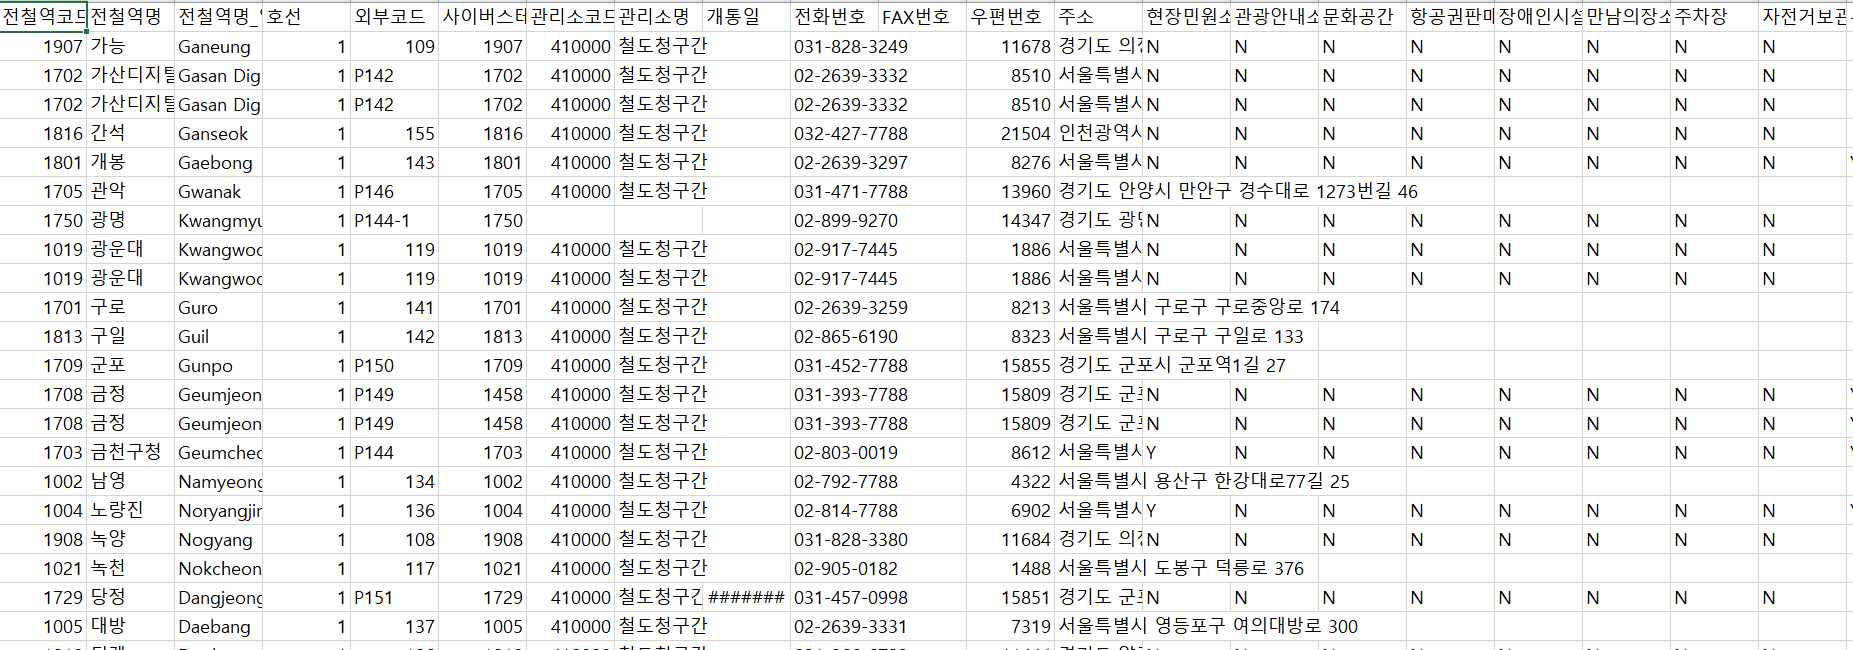 전철역코드 전철역명 전철역명_ 호선 외부코드 사이버스테 관리소코드 관리소명 개통일 전화번호 FAX번호 우편번호 주소 현장민원소 관광안내소 문화공간 항공권판매 장애인시설 만남의장소 주차장 자전거보관
1907 가능 Ganeung 1 109 1907 410000 철도청구간 031-828-3249 11678 경기도 의정 N N N N N N N N
1702 가산디지털 Gasan Dig 1 P142 1702 410000 철도청구간 02-2639-3332 8510 서울특별시 N N N N N N N N
1702 가산디지털 Gasan Dig 1 P142 1702 410000 철도청구간 02-2639-3332 8510 서울특별시 N N N N N N N N
1816 간석 Ganseok 1 155 1816 410000 철도청구간 032-427-7788 21504 인천광역시 N N N N N N N N
1801 개봉 Gaebong 1 143 1801 410000 철도청구간 02-2639-3297 8276 서울특별시 N N N N N N N N
1705 관악 Gwanak 1 P146 1705 410000 철도청구간 031-471-7788 13960 경기도 안양시 만안구 경수대로 1273번길 46
1750 광명 Kwangmyu 1 P144-1 1750 02-899-9270 14347 경기도 광명 N N N N N N N N
1019 광운대 Kwangwoo 1 119 1019 410000 철도청구간 02-917-7445 1886 서울특별시 N N N N N N N N
1019 광운대 Kwangwoo 1 119 1019 410000 철도청구간 02-917-7445 1886 서울특별시 N N N N N N N N
1701 구로 Guro 1 141 1701 410000 철도청구간 02-2639-3259 8213 서울특별시 구로구 구로중앙로 174
1813 구일 Guil 1 142 1813 410000 철도청구간 02-865-6190 8323 서울특별시 구로구 구일로 133
1709 군포 Gunpo 1 P150 1709 410000 철도청구간 031-452-7788 15855 경기도 군포시 군포역1길 27
1708 금정 Geumjeon 1 P149 1458 410000 철도청구간 031-393-7788 15809 경기도 군포 N N N N N N N N
1708 금정 Geumjeon 1 P149 1458 410000 철도청구간 031-393-7788 15809 경기도 군포 N N N N N N N N
1703 금천구청 Geumcheo 1 P144 1703 410000 철도청구간 02-803-0019 8612 서울특별시 Y N N N N N N N
1002 남영 Namyeong 1 134 1002 410000 철도청구간 02-792-7788 4322 서울특별시 용산구 한강대로77길 25
1004 노량진 Noryangjin 1 136 1004 410000 철도청구간 02-814-7788 6902 서울특별시 Y N N N N N N N
1908 녹양 Nogyang 1 108 1908 410000 철도청구간 031-828-3380 11684 경기도 의정 N N N N N N N N
1021 녹천 Nokcheon 1 117 1021 410000 철도청구간 02-905-0182 1488 서울특별시 도봉구 덕릉로 376
1729 당정 Dangjeong 1 P151 1729 410000 철도청구간 ####### 031-457-0998 15851 경기도 군포 N N N N N N N N
1005 대방 Daebang 1 137 1005 410000 철도청구간 02-2639-3331 7319 서울특별시 영등포구 여의대방로 300